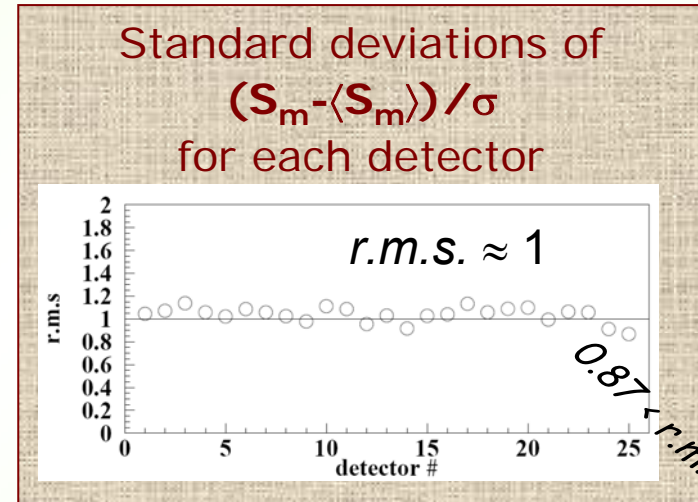 Standard deviations of
(Sm-⟨Sm⟩)/σ
for each detector
r.m.s. ≈ 1
2
1.8
1.6
1.4
1.2
1
0.8
0.6
0.4
0.2
0
r.m.s
0 5 10 15 20 25
detector #
0.87 < r.m